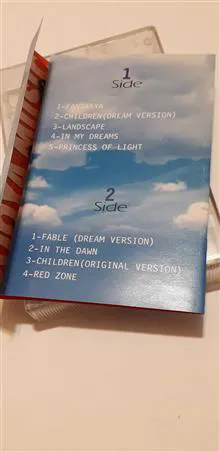 1
Side
1-FANTASYA
2-CHILDREN(DREAM VERSION)
3-LANDSCAPE
4-IN MY DREAMS
5-PRINCESS OF LIGHT
2
Side
1-FABLE (DREAM VERSION)
2-IN THE DAWN
3-CHILDREN(ORIGINAL VERSION)
4-RED ZONE